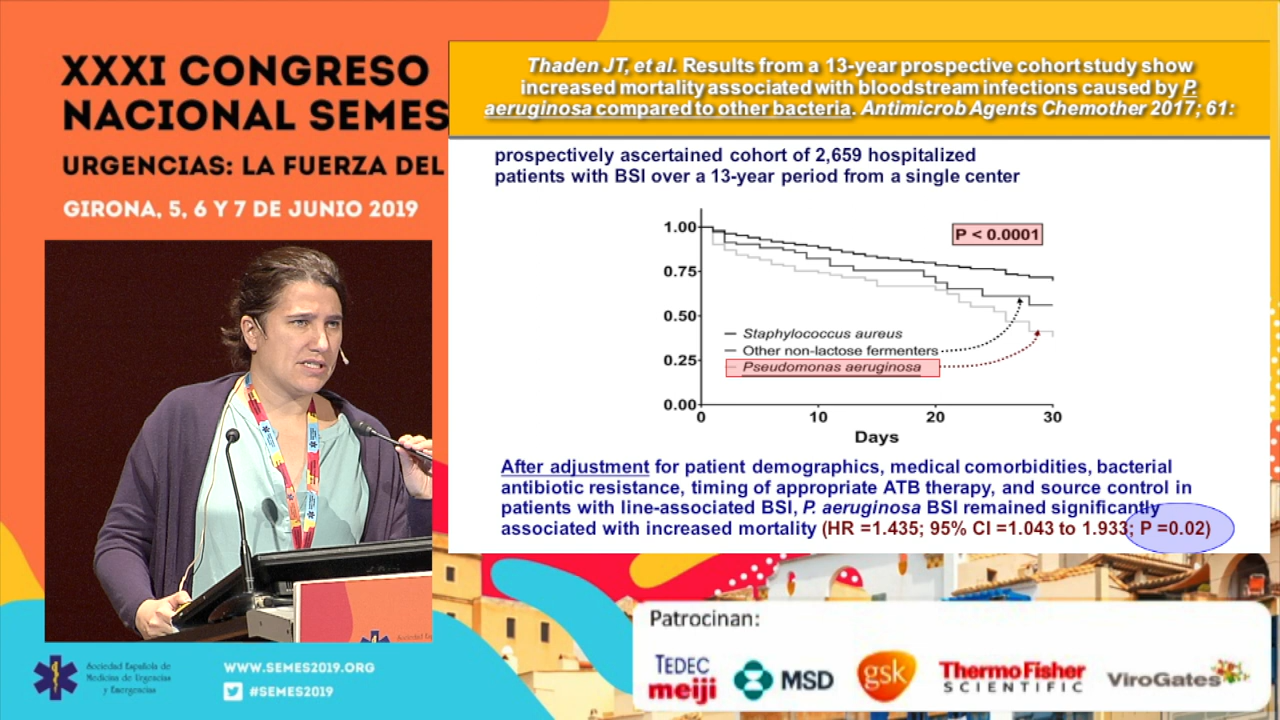 XXXI CONGRESO
NACIONAL SEMES
URGENCIAS: LA FUERZA DEL
GIRONA, 5, 6 Y 7 DE JUNIO 2019
Thaden JT, et al. Results from a 13-year prospective cohort study show
increased mortality associated with bloodstream infections caused by P.
aeruginosa compared to other bacteria. Antimicrob Agents Chemother 2017; 61:
prospectively ascertained cohort of 2,659 hospitalized
patients with BSI over a 13-year period from a single center
P < 0.0001
1.00
0.75
0.50
0.25
0.00
Staphylococcus aureus
Other non-lactose fermenters
Pseudomonas aeruginosa
0 10 20 30
Days
After adjustment for patient demographics, medical comorbidities, bacterial
antibiotic resistance, timing of appropriate ATB therapy, and source control in
patients with line-associated BSI, P. aeruginosa BSI remained significantly
associated with increased mortality (HR =1.435; 95% CI =1.043 to 1.933; P =0.02)
Sociedad Española de
Medicina de Urgencias
y Emergencias
WWW.SEMES2019.ORG
#SEMES2019
Patrocinan:
TEDEC
meiji
MSD
gsk
ThermoFisher
SCIENTIFIC
ViroGates